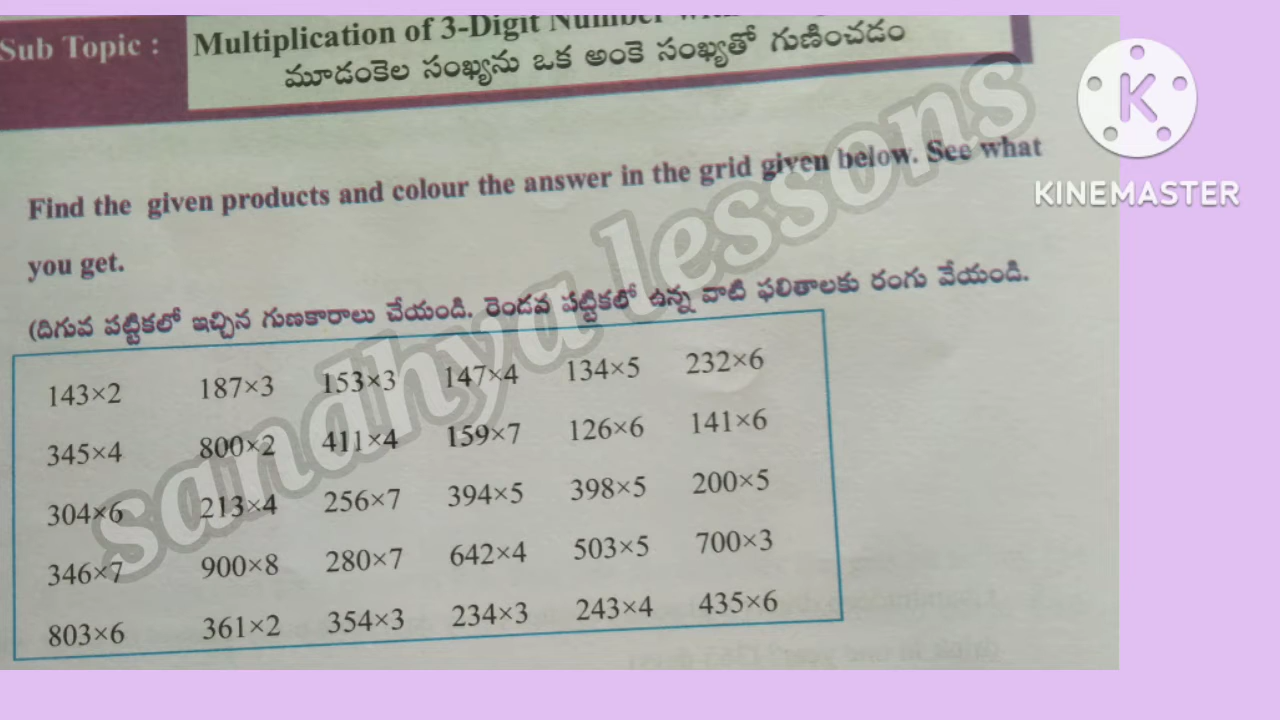 Sub Topic :
Multiplication of 3-Digit Number
మూడంకెల సంఖ్యను ఒక అంకె సంఖ్యతో గుణించడం
K
KINEMASTER
Find the given products and colour the answer in the grid given below. See what
you get.
(దిగువ పట్టికలో ఇచ్చిన గుణకారాలు చేయండి. రెండవ పట్టికలో ఉన్న వాటి ఫలితాలకు రంగు వేయండి.
sandhya lessons
143×2 187×3 153×3 147×4 134×5 232×6
345×4 800×2 411×4 159×7 126×6 141×6
304×6 213×4 256×7 394×5 398×5 200×5
346×7 900×8 280×7 642×4 503×5 700×3
803×6 361×2 354×3 234×3 243×4 435×6